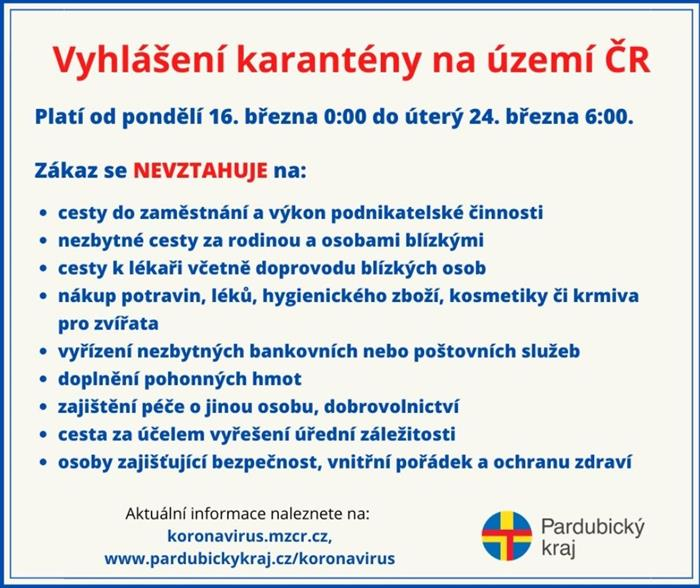 Vyhlášení karantény na území ČR
Platí od pondělí 16. března 0:00 do úterý 24. března 6:00.
Zákaz se NEVZTAHUJE na:
• cesty do zaměstnání a výkon podnikatelské činnosti
• nezbytné cesty za rodinou a osobami blízkými
• cesty k lékaři včetně doprovodu blízkých osob
• nákup potravin, léků, hygienického zboží, kosmetiky či krmiva
pro zvířata
• vyřízení nezbytných bankovních nebo poštovních služeb
• doplnění pohonných hmot
• zajištění péče o jinou osobu, dobrovolnictví
• cesta za účelem vyřešení úřední záležitosti
• osoby zajišťující bezpečnost, vnitřní pořádek a ochranu zdraví
Aktuální informace naleznete na:
koronavirus.mzcr.cz,
www.pardubickykraj.cz/koronavirus
Pardubický
kraj